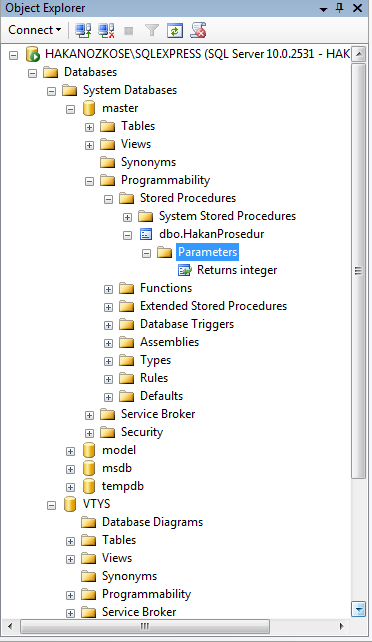 Object Explorer
Connect
HAKANOZKOSE\SQLEXPRESS (SQL Server 10.0.2531 - HAK
Databases
System Databases
master
Tables
Views
Synonyms
Programmability
Stored Procedures
System Stored Procedures
dbo.HakanProsedur
Parameters
Returns integer
Functions
Extended Stored Procedures
Database Triggers
Assemblies
Types
Rules
Defaults
Service Broker
Security
model
msdb
tempdb
VTYS
Database Diagrams
Tables
Views
Synonyms
Programmability
Service Broker